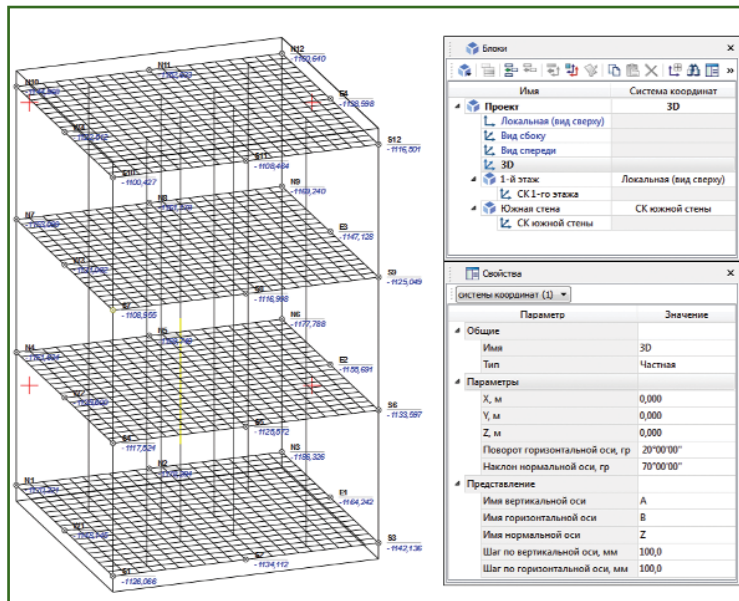 N12
-1160,640
N11
N10
E4
-1138,598
W4
S12
-1116,501
S11
-1108,464
S10
-1100,427
N9
-1169,240
N8
N7
E3
-1147,128
W3
S9
-1125,049
S8
-1116,998
S7
-1108,955
N6
-1177,788
N5
N4
E2
-1155,691
W2
S6
-1133,597
S5
-1125,572
S4
-1117,524
N3
-1186,326
N2
N1
E1
-1164,242
W1
S3
-1142,136
S2
-1134,112
S1
-1126,066
Блоки
Имя Система координат
Проект 3D
Локальная (вид сверху)
Вид сбоку
Вид спереди
3D
1-й этаж Локальная (вид сверху)
СК 1-го этажа
Южная стена СК южной стены
СК южной стены
Свойства
системы координат (1)
Параметр Значение
Общие
Имя 3D
Тип Частная
Параметры
X, м 0,000
Y, м 0,000
Z, м 0,000
Поворот горизонтальной оси, гр 20°00'00"
Наклон нормальной оси, гр 70°00'00"
Представление
Имя вертикальной оси A
Имя горизонтальной оси B
Имя нормальной оси Z
Шаг по вертикальной оси, мм 100,0
Шаг по горизонтальной оси, мм 100,0